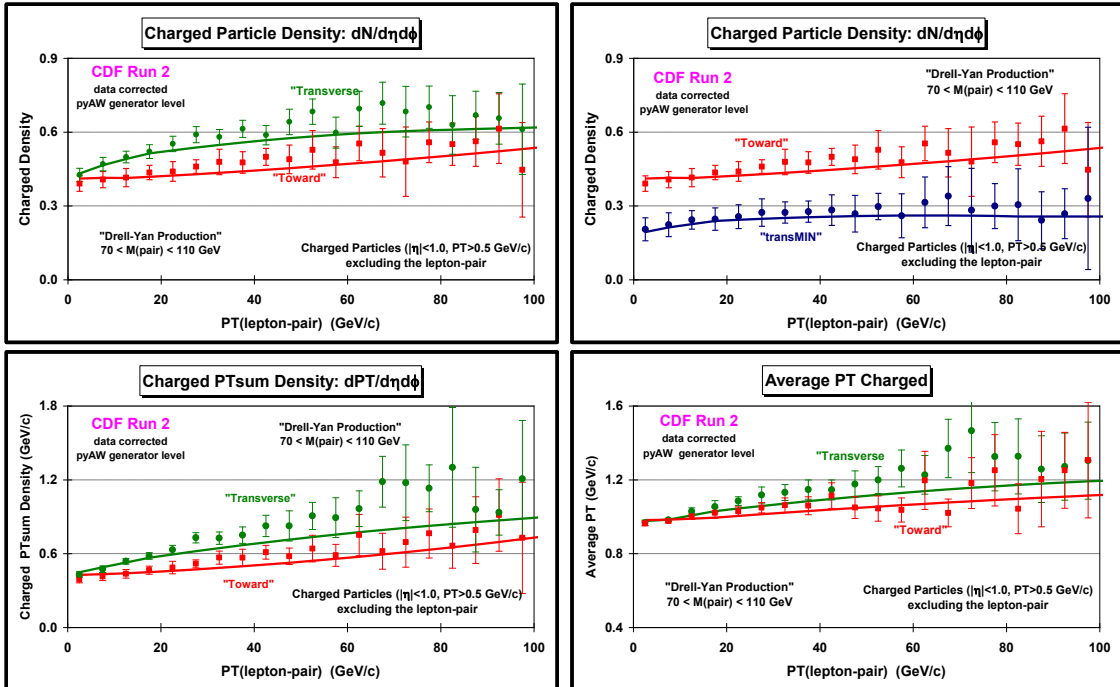 Charged Particle Density: dN/dηdϕ
0.0
0.3
0.6
0.9
0
20
40
60
80
100
PT(lepton-pair) (GeV/c)
Charged Density
CDF Run 2
data corrected
pyAW generator level
"Transverse
"Toward"
"Drell-Yan Production"
70 < M(pair) < 110 GeV
Charged Particles (|η|<1.0, PT>0.5 GeV/c)
excluding the lepton-pair
Charged Particle Density: dN/dηdϕ
0.0
0.3
0.6
0.9
0
20
40
60
80
100
PT(lepton-pair) (GeV/c)
Charged Density
CDF Run 2
data corrected
pyAW generator level
"Drell-Yan Production"
70 < M(pair) < 110 GeV
"Toward"
"transMIN"
Charged Particles (|η|<1.0, PT>0.5 GeV/c)
excluding the lepton-pair
Charged PTsum Density: dPT/dηdϕ
0.0
0.6
1.2
1.8
0
20
40
60
80
100
PT(lepton-pair) (GeV/c)
Charged PTsum Density (GeV/c)
CDF Run 2
data corrected
pyAW generator level
"Drell-Yan Production"
70 < M(pair) < 110 GeV
"Transverse"
"Toward"
Charged Particles (|η|<1.0, PT>0.5 GeV/c)
excluding the lepton-pair
Average PT Charged
0.4
0.8
1.2
1.6
0
20
40
60
80
100
PT(lepton-pair) (GeV/c)
Average PT (GeV/c)
CDF Run 2
data corrected
pyAW generator level
"Transverse
"Toward"
"Drell-Yan Production"
70 < M(pair) < 110 GeV
Charged Particles (|η|<1.0, PT>0.5 GeV/c)
excluding the lepton-pair